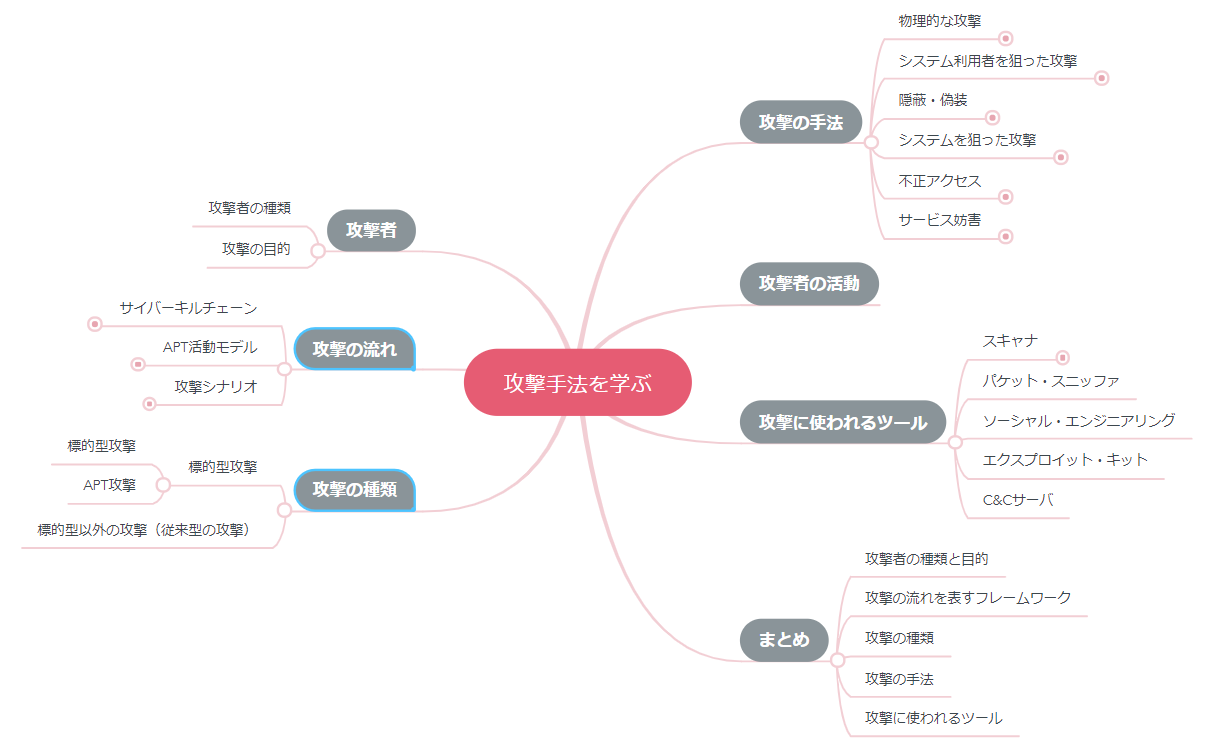 攻撃手法を学ぶ
攻撃者
攻撃者の種類
攻撃の目的
攻撃の流れ
サイバーキルチェーン
APT活動モデル
攻撃シナリオ
攻撃の種類
標的型攻撃
標的型攻撃
APT攻撃
標的型以外の攻撃（従来型の攻撃）
攻撃の手法
物理的な攻撃
システム利用者を狙った攻撃
隠蔽・偽装
システムを狙った攻撃
不正アクセス
サービス妨害
攻撃者の活動
攻撃に使われるツール
スキャナ
パケット・スニッファ
ソーシャル・エンジニアリング
エクスプロイット・キット
C&Cサーバ
まとめ
攻撃者の種類と目的
攻撃の流れを表すフレームワーク
攻撃の種類
攻撃の手法
攻撃に使われるツール